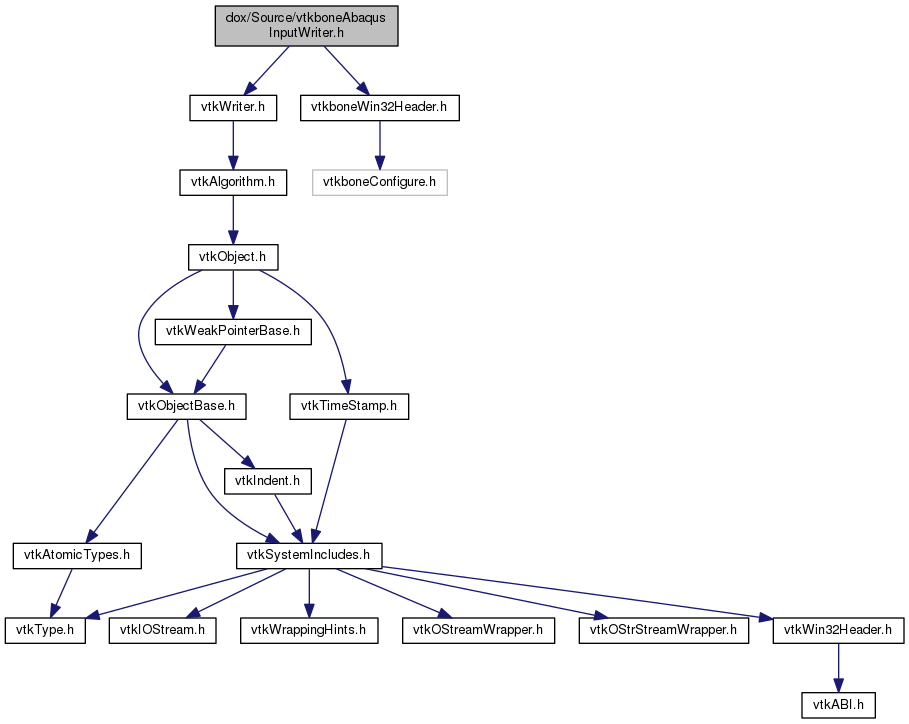 dox/Source/vtkboneAbaqus
InputWriter.h
vtkWriter.h
vtkboneWin32Header.h
vtkAlgorithm.h
vtkboneConfigure.h
vtkObject.h
vtkWeakPointerBase.h
vtkObjectBase.h
vtkTimeStamp.h
vtkIndent.h
vtkAtomicTypes.h
vtkSystemIncludes.h
vtkType.h
vtkIOStream.h
vtkWrappingHints.h
vtkOStreamWrapper.h
vtkOStrStreamWrapper.h
vtkWin32Header.h
vtkABI.h